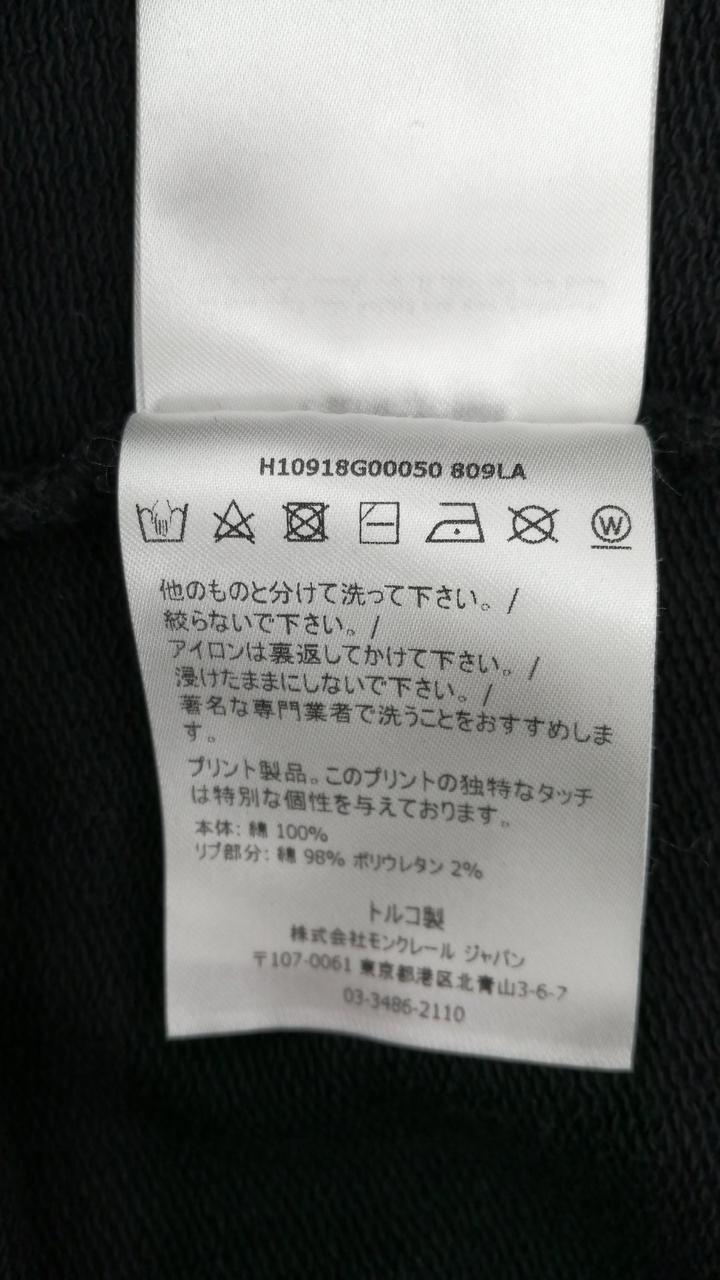 H10918G00050 809LA
W
他のものと分けて洗って下さい。/
絞らないで下さい。/
アイロンは裏返してかけて下さい。/
浸けたままにしないで下さい。/
著名な専門業者で洗うことをおすすめしま
す。
プリント製品。このプリントの独特なタッチ
は特別な個性を与えております。
本体: 綿 100%
リブ部分: 綿 98% ポリウレタン 2%
トルコ製
株式会社モンクレール ジャパン
〒107-0061 東京都港区北青山3-6-7
03-3486-2110